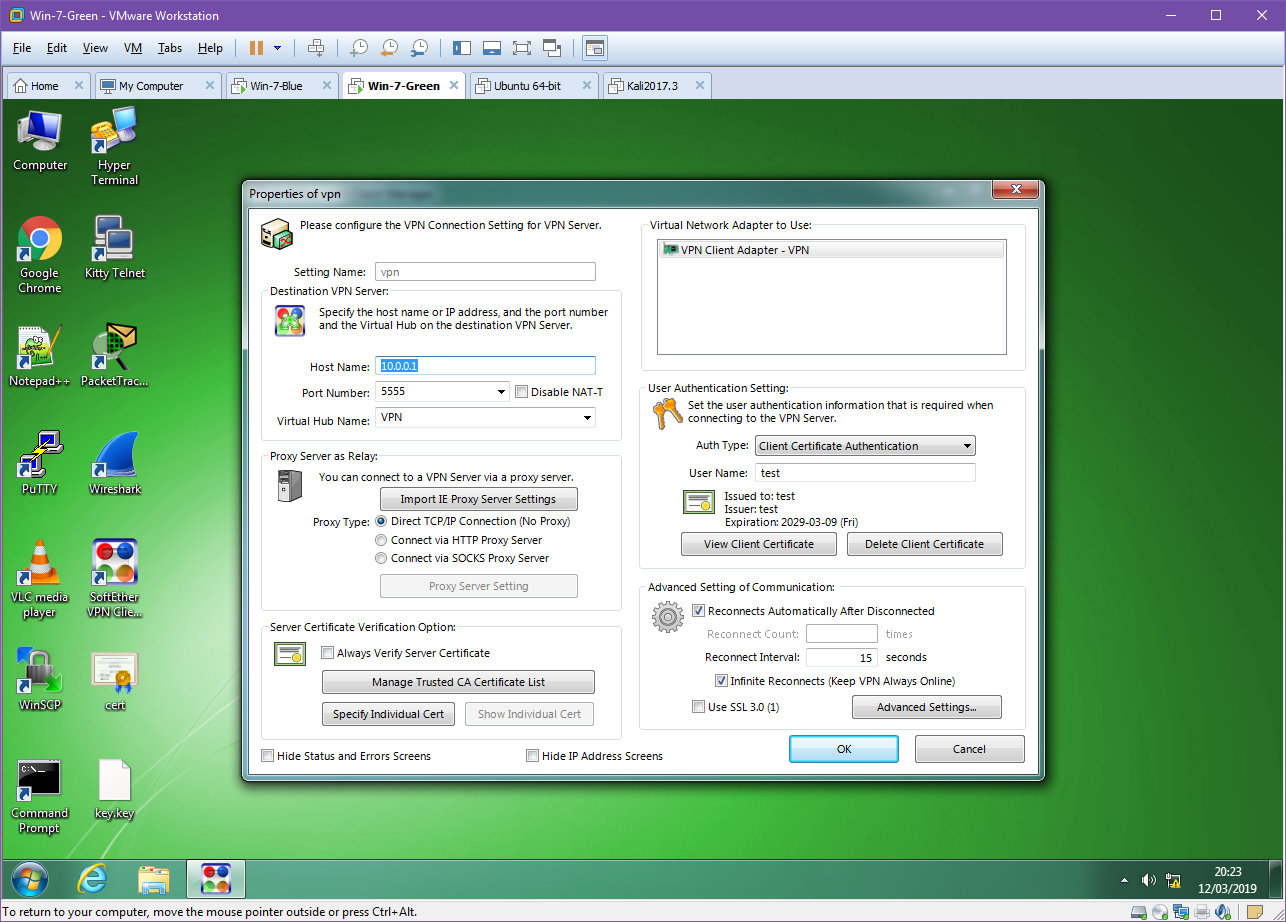 Win-7-Green - VMware Workstation
File Edit View VM Tabs Help
Home
My Computer
Win-7-Blue
Win-7-Green
Ubuntu 64-bit
Kali2017.3
Computer
Hyper
Terminal
Google
Chrome
Kitty Telnet
Notepad++
PacketTrac...
PuTTY
Wireshark
VLC media
player
SoftEther
VPN Clie...
WinSCP
cert
Command
Prompt
key.key
Properties of vpn
Please configure the VPN Connection Setting for VPN Server.
Setting Name: vpn
Destination VPN Server:
Specify the host name or IP address, and the port number
and the Virtual Hub on the destination VPN Server.
Host Name: 10.0.0.1
Port Number: 5555 Disable NAT-T
Virtual Hub Name: VPN
Proxy Server as Relay:
You can connect to a VPN Server via a proxy server.
Import IE Proxy Server Settings
Proxy Type: Direct TCP/IP Connection (No Proxy)
Connect via HTTP Proxy Server
Connect via SOCKS Proxy Server
Proxy Server Setting
Server Certificate Verification Option:
Always Verify Server Certificate
Manage Trusted CA Certificate List
Specify Individual Cert Show Individual Cert
Hide Status and Errors Screens Hide IP Address Screens
Virtual Network Adapter to Use:
VPN Client Adapter - VPN
User Authentication Setting:
Set the user authentication information that is required when
connecting to the VPN Server.
Auth Type: Client Certificate Authentication
User Name: test
Issued to: test
Issuer: test
Expiration: 2029-03-09 (Fri)
View Client Certificate Delete Client Certificate
Advanced Setting of Communication:
Reconnects Automatically After Disconnected
Reconnect Count: times
Reconnect Interval: 15 seconds
Infinite Reconnects (Keep VPN Always Online)
Use SSL 3.0 (1) Advanced Settings...
OK Cancel
20:23
12/03/2019
To return to your computer, move the mouse pointer outside or press Ctrl+Alt.